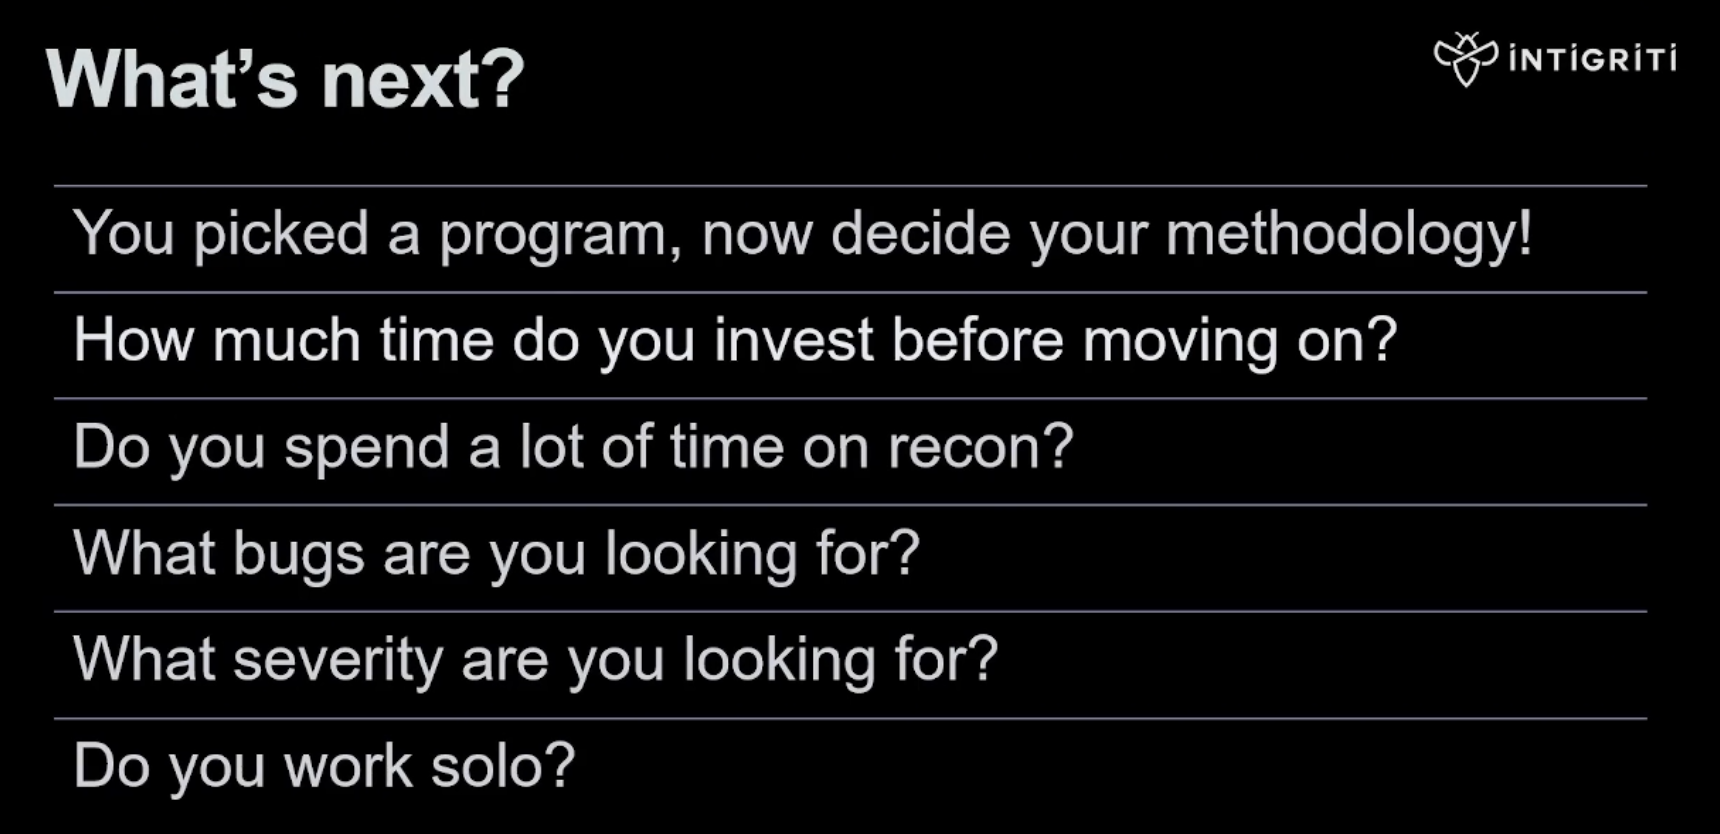 What's next?
INTIGRITI
You picked a program, now decide your methodology!
How much time do you invest before moving on?
Do you spend a lot of time on recon?
What bugs are you looking for?
What severity are you looking for?
Do you work solo?